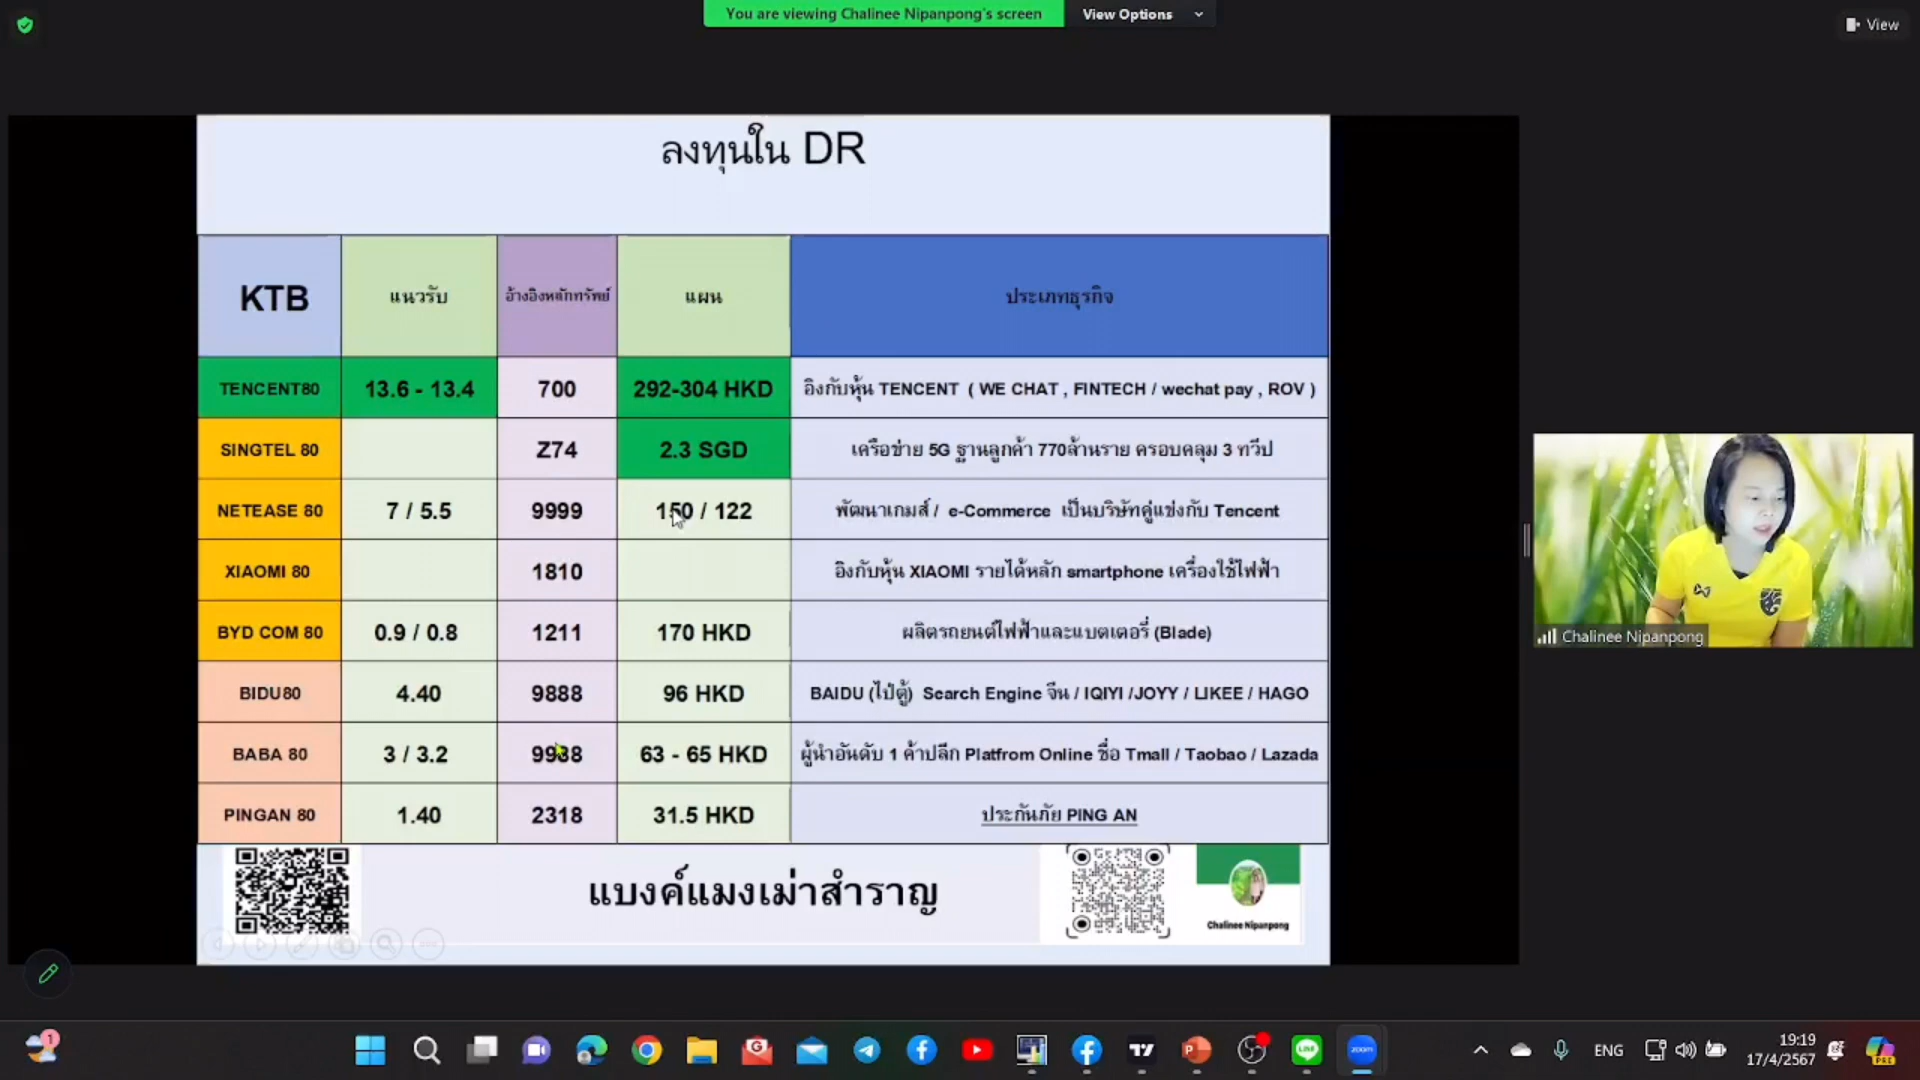 You are viewing Chalinee Nipanpong's screen
View Options
View
ลงทุนใน DR
KTB แนวรับ อ้างอิงหลักทรัพย์ แผน ประเภทธุรกิจ
TENCENT80 13.6 - 13.4 700 292-304 HKD อิงกับหุ้น TENCENT ( WE CHAT , FINTECH / wechat pay , ROV )
SINGTEL 80 Z74 2.3 SGD เครือข่าย 5G ฐานลูกค้า 770ล้านราย ครอบคลุม 3 ทวีป
NETEASE 80 7 / 5.5 9999 150 / 122 พัฒนาเกมส์ / e-Commerce เป็นบริษัทคู่แข่งกับ Tencent
XIAOMI 80 1810 อิงกับหุ้น XIAOMI รายได้หลัก smartphone เครื่องใช้ไฟฟ้า
BYD COM 80 0.9 / 0.8 1211 170 HKD ผลิตรถยนต์ไฟฟ้าและแบตเตอรี่ (Blade)
BIDU80 4.40 9888 96 HKD BAIDU (ไป่ตู้) Search Engine จีน / IQIYI /JOYY / LIKEE / HAGO
BABA 80 3 / 3.2 9988 63 - 65 HKD ผู้นำอันดับ 1 ค้าปลีก Platfrom Online ชื่อ Tmall / Taobao / Lazada
PINGAN 80 1.40 2318 31.5 HKD ประกันภัย PING AN
แบงค์แมงเม่าสำราญ
Chalinee Nipanpong
Chalinee Nipanpong
1
zoom
ENG
19:19
17/4/2567
PRE